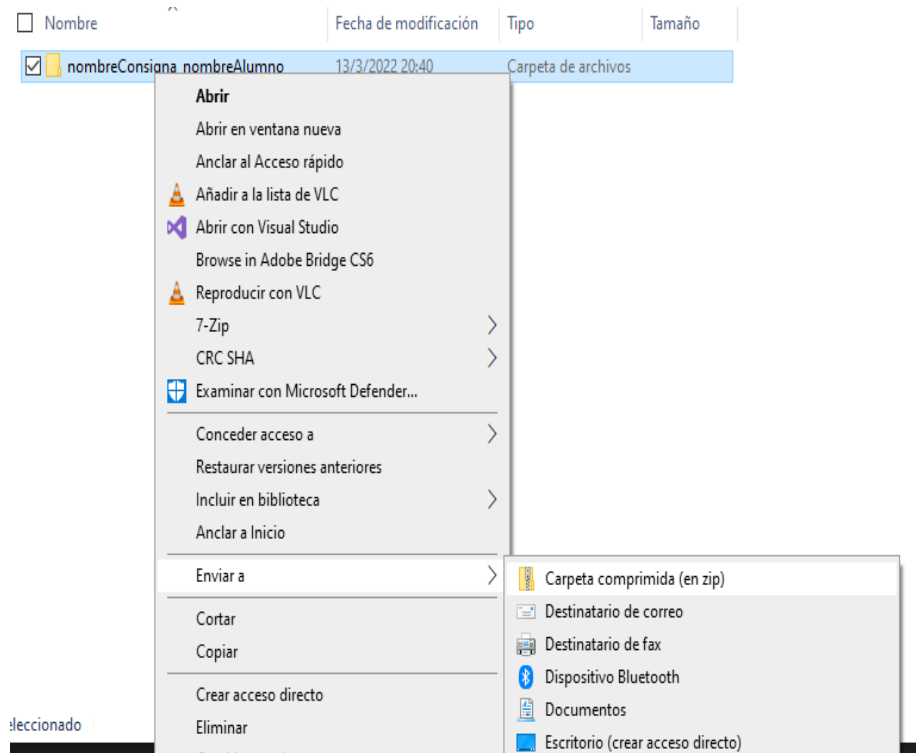 Nombre Fecha de modificación Tipo Tamaño
nombreConsigna_nombreAlumno 13/3/2022 20:40 Carpeta de archivos
Abrir
Abrir en ventana nueva
Anclar al Acceso rápido
Añadir a la lista de VLC
Abrir con Visual Studio
Browse in Adobe Bridge CS6
Reproducir con VLC
7-Zip
CRC SHA
Examinar con Microsoft Defender...
Conceder acceso a
Restaurar versiones anteriores
Incluir en biblioteca
Anclar a Inicio
Enviar a
Carpeta comprimida (en zip)
Destinatario de correo
Destinatario de fax
Dispositivo Bluetooth
Documentos
Escritorio (crear acceso directo)
Cortar
Copiar
Crear acceso directo
Eliminar
eleccionado